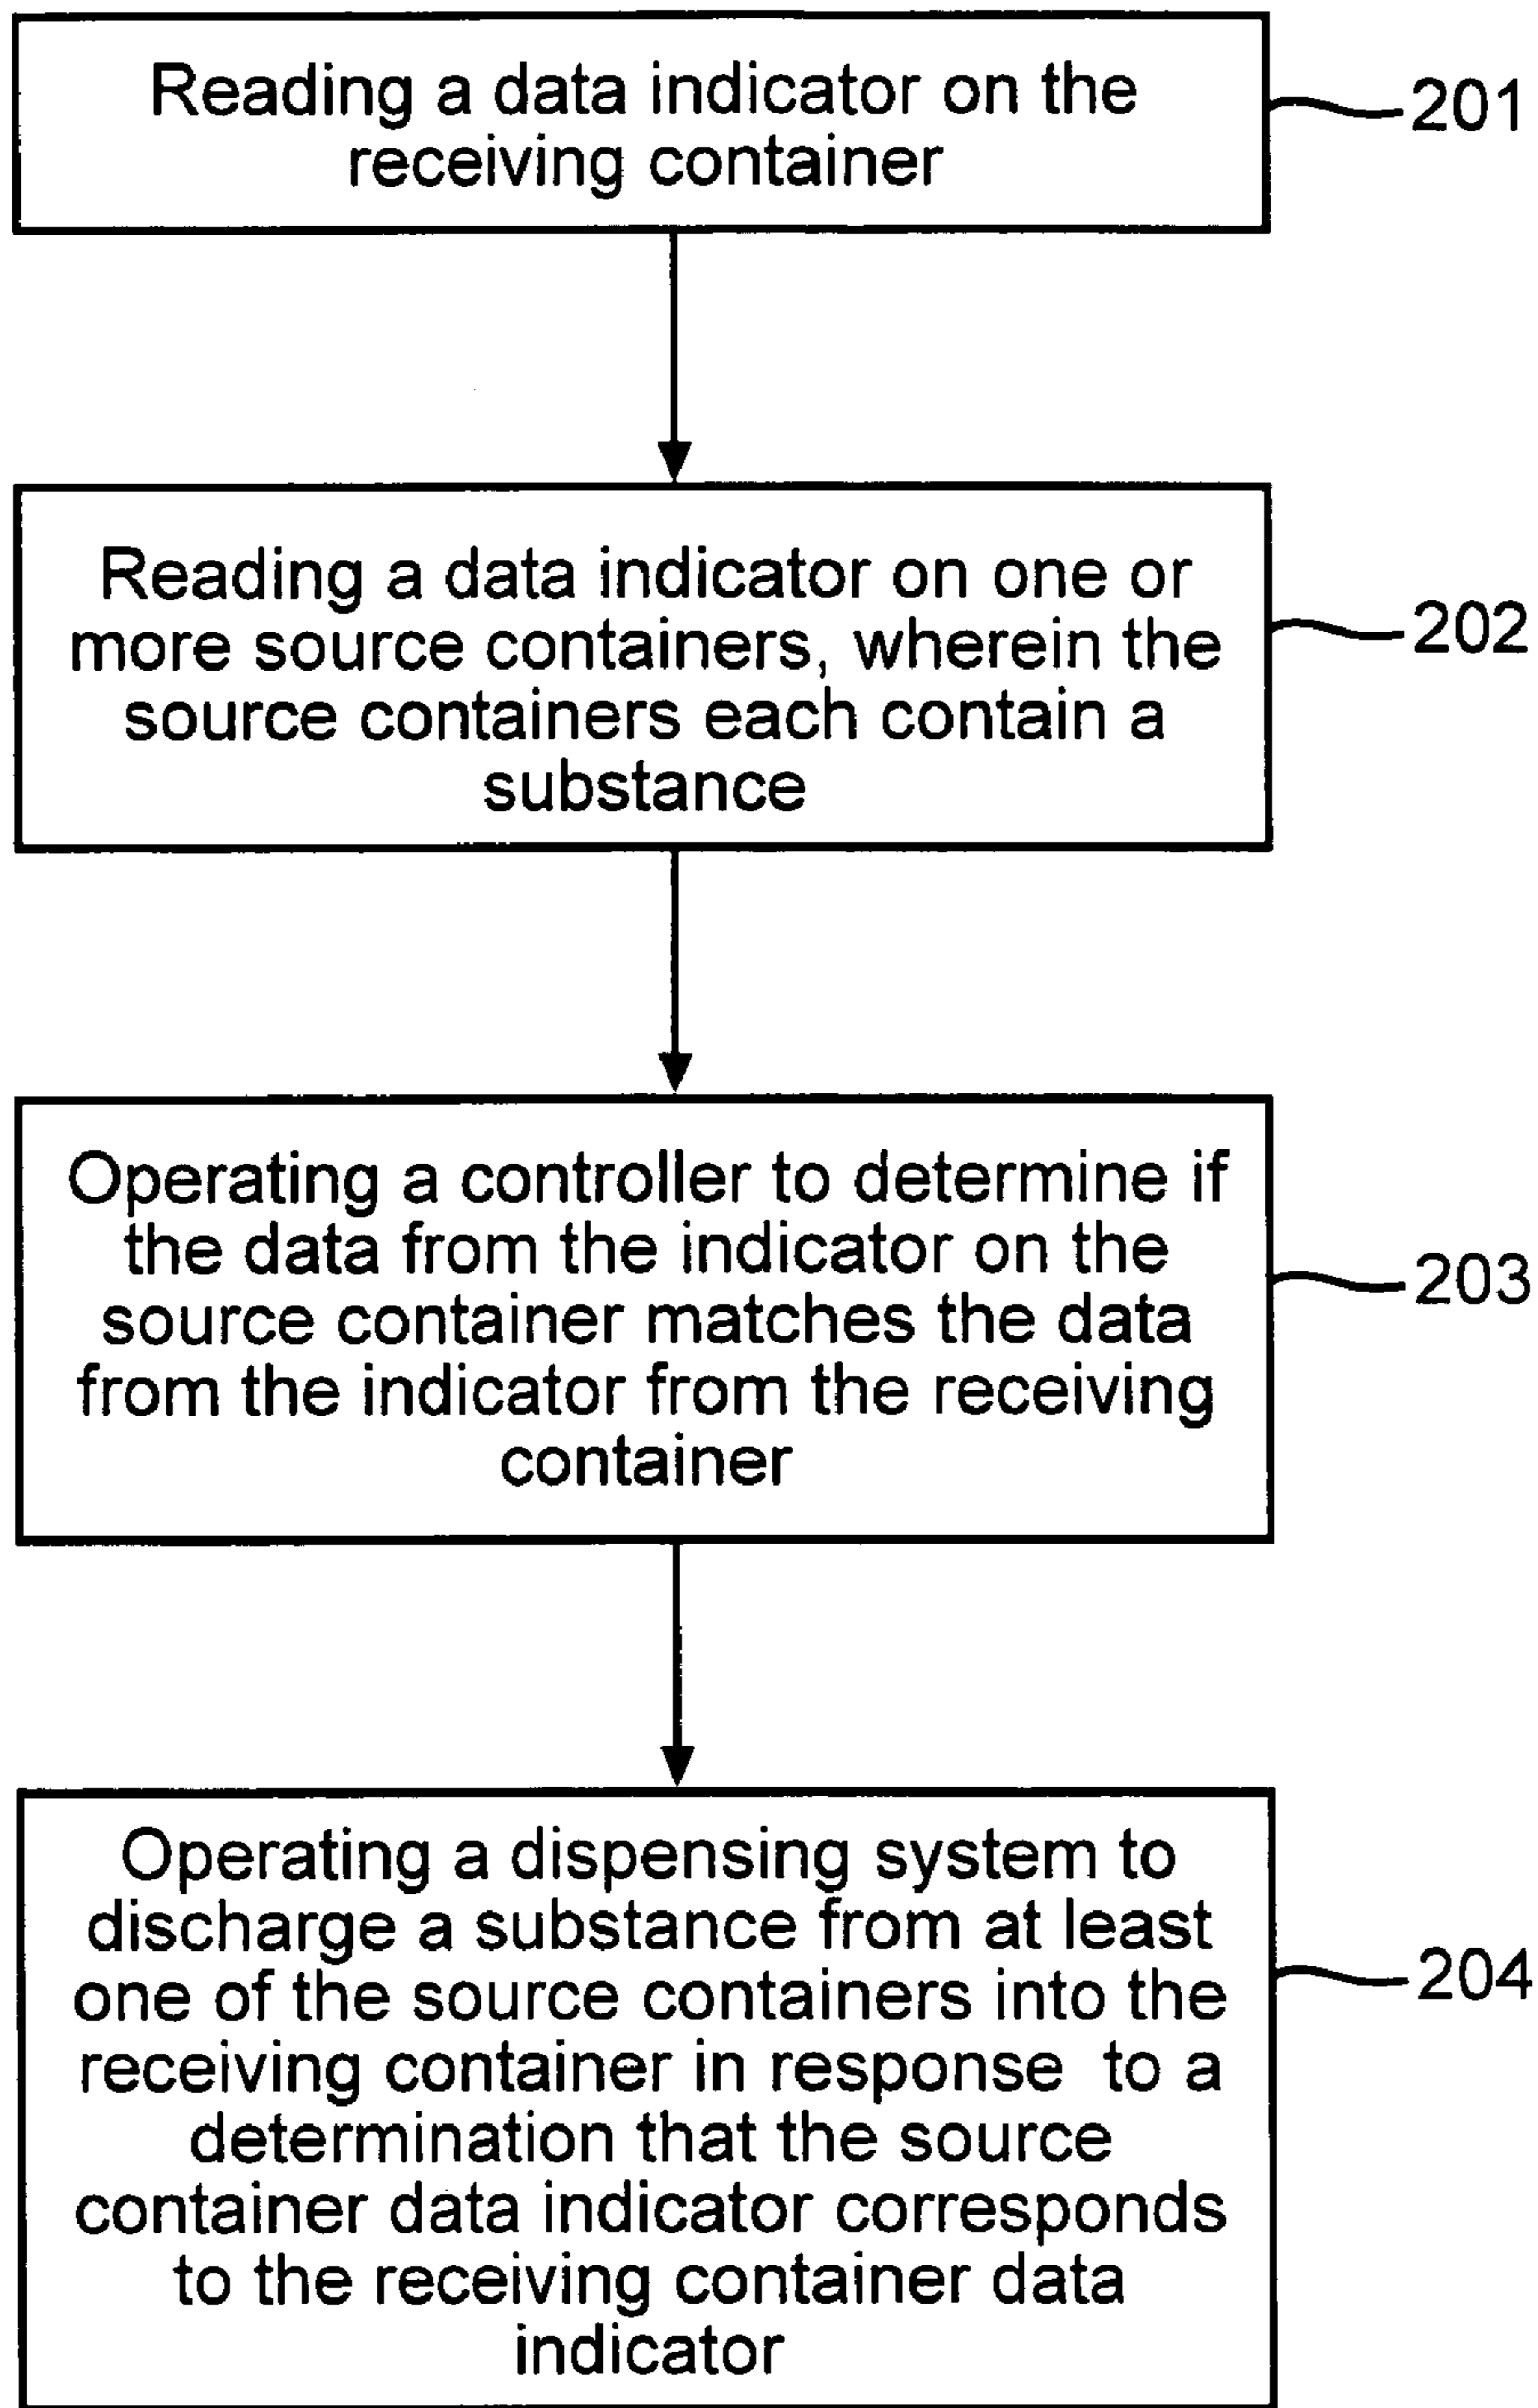 Reading a data indicator on the
receiving container
201
Reading a data indicator on one or
more source containers, wherein the
source containers each contain a
substance
202
Operating a controller to determine if
the data from the indicator on the
source container matches the data
from the indicator from the receiving
container
203
Operating a dispensing system to
discharge a substance from at least
one of the source containers into the
receiving container in response to a
determination that the source
container data indicator corresponds
to the receiving container data
indicator
204